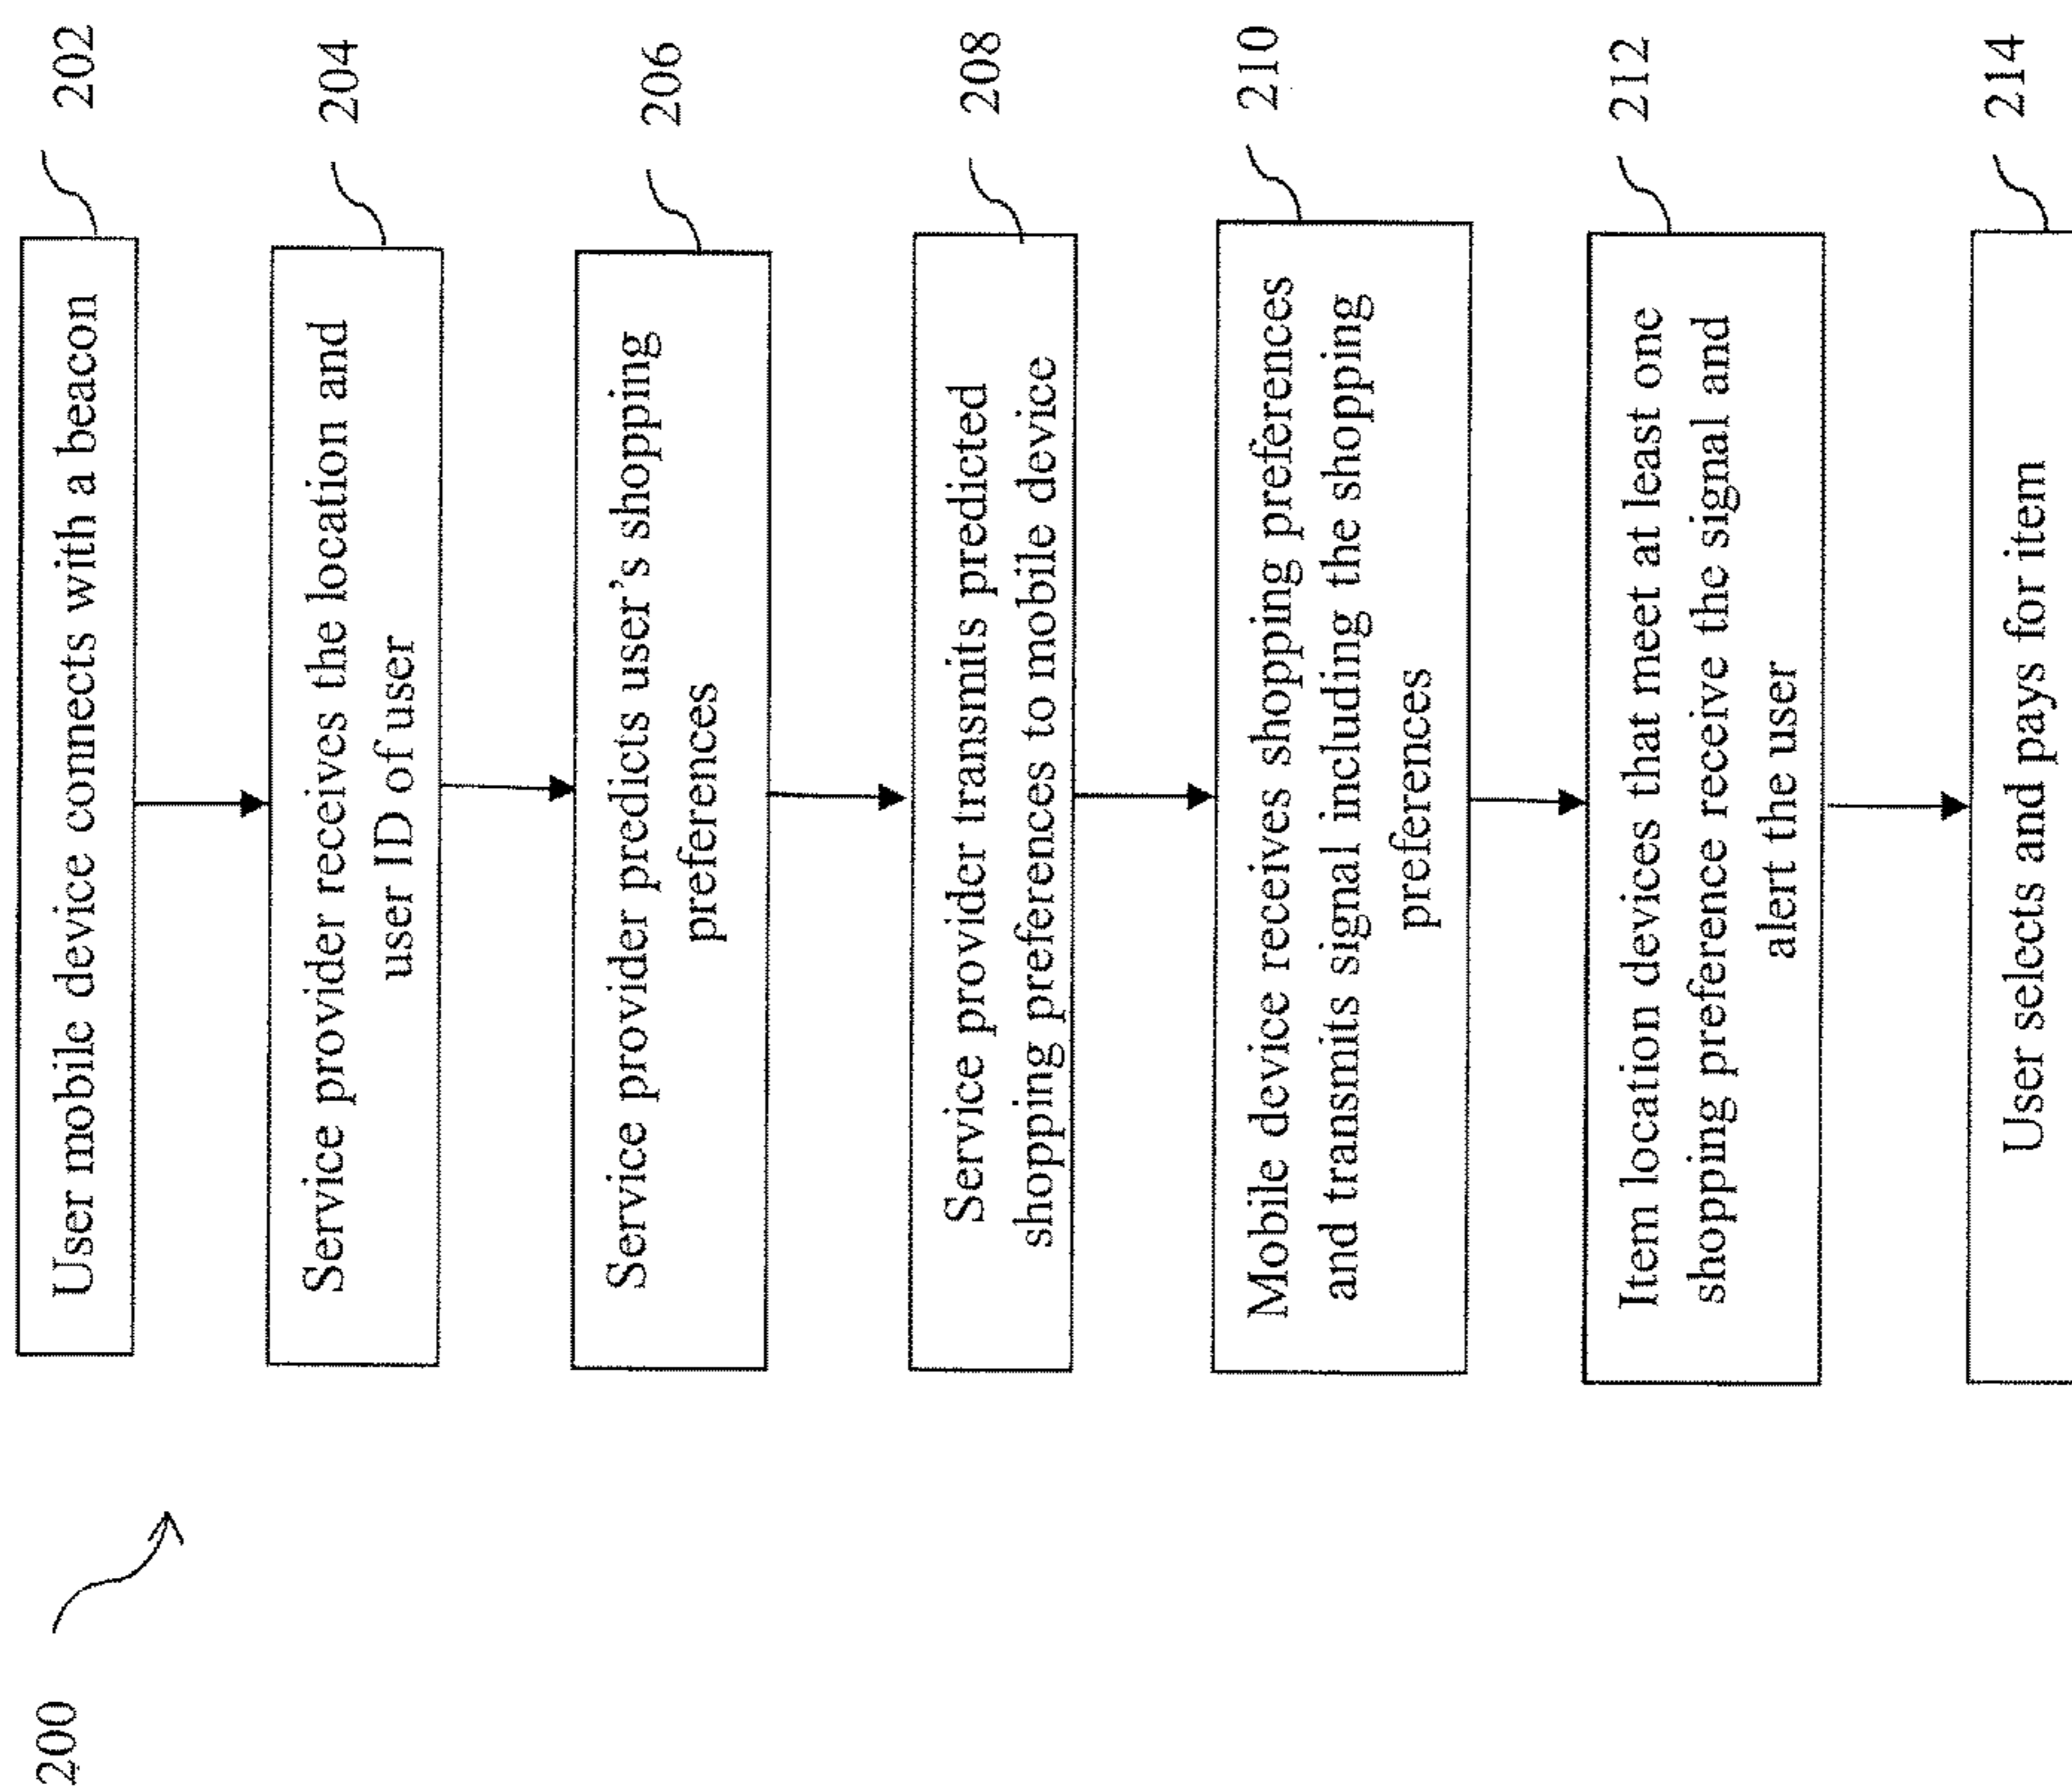 200
User mobile device connects with a beacon
202
Service provider receives the location and
user ID of user
204
Service provider predicts user's shopping
preferences
206
Service provider transmits predicted
shopping preferences to mobile device
208
Mobile device receives shopping preferences
and transmits signal including the shopping
preferences
210
Item location devices that meet at least one
shopping preference receive the signal and
alert the user
212
User selects and pays for item
214